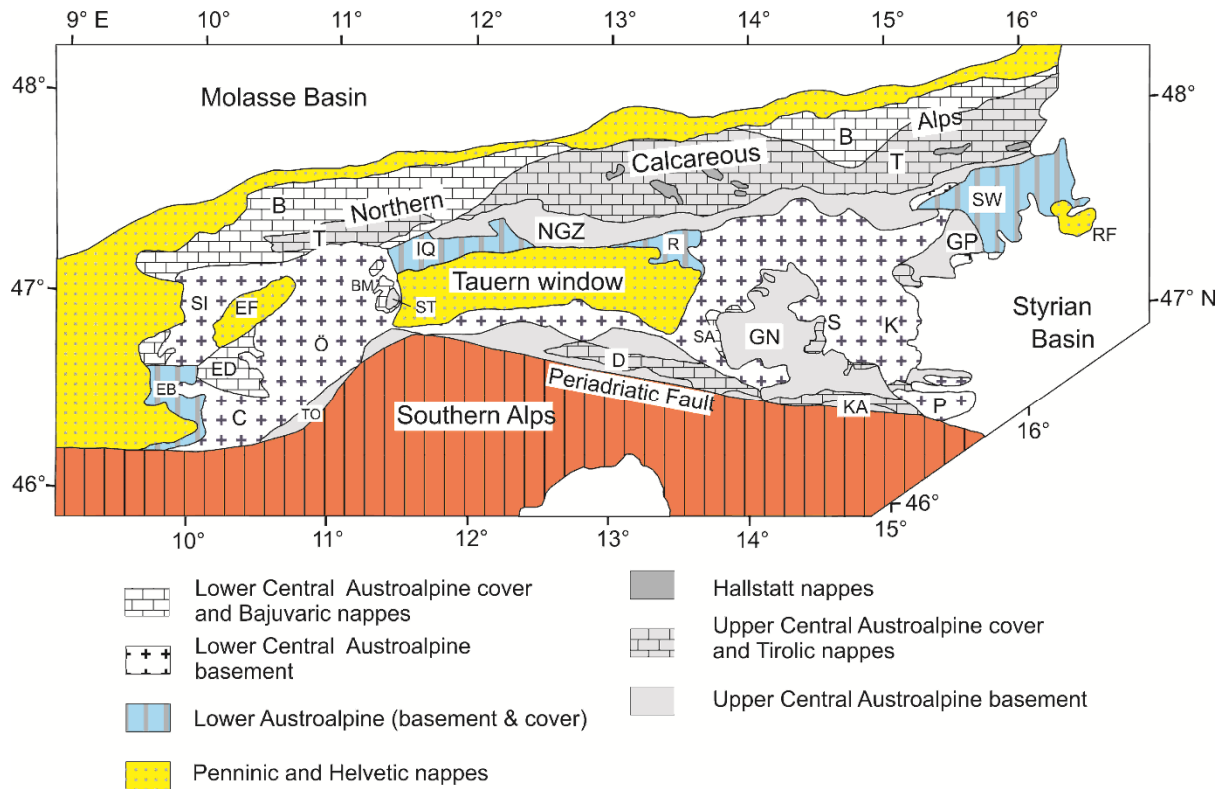 9° E 10° 11° 12° 13° 14° 15° 16°
48°
Molasse Basin
48°
Alps
B
Calcareous
T
B
Northern
SW
T
NGZ
GP
RF
IQ
R
47°
Tauern window
47° N
BM
SI
EF
ST
Styrian
Basin
Ö
SA
GN
S
K
ED
D
EB
Periadriatic Fault
C
TO
Southern Alps
KA
P
16°
46°
46°
10° 11° 12° 13° 14° 15°
Lower Central Austroalpine cover
and Bajuvaric nappes
Lower Central Austroalpine
basement
Lower Austroalpine (basement & cover)
Penninic and Helvetic nappes
Hallstatt nappes
Upper Central Austroalpine cover
and Tirolic nappes
Upper Central Austroalpine basement